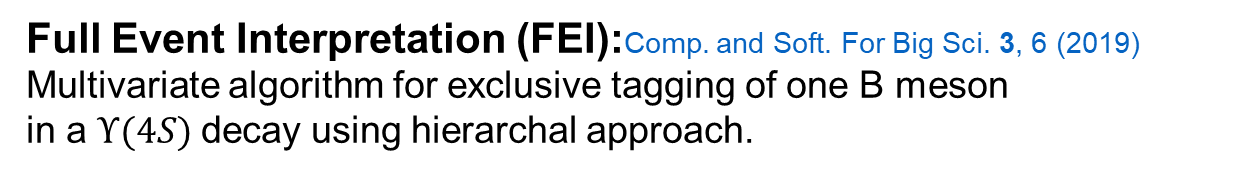 Full Event Interpretation (FEI):Comp. and Soft. For Big Sci. 3, 6 (2019)
Multivariate algorithm for exclusive tagging of one B meson
in a ϒ(4S) decay using hierarchal approach.